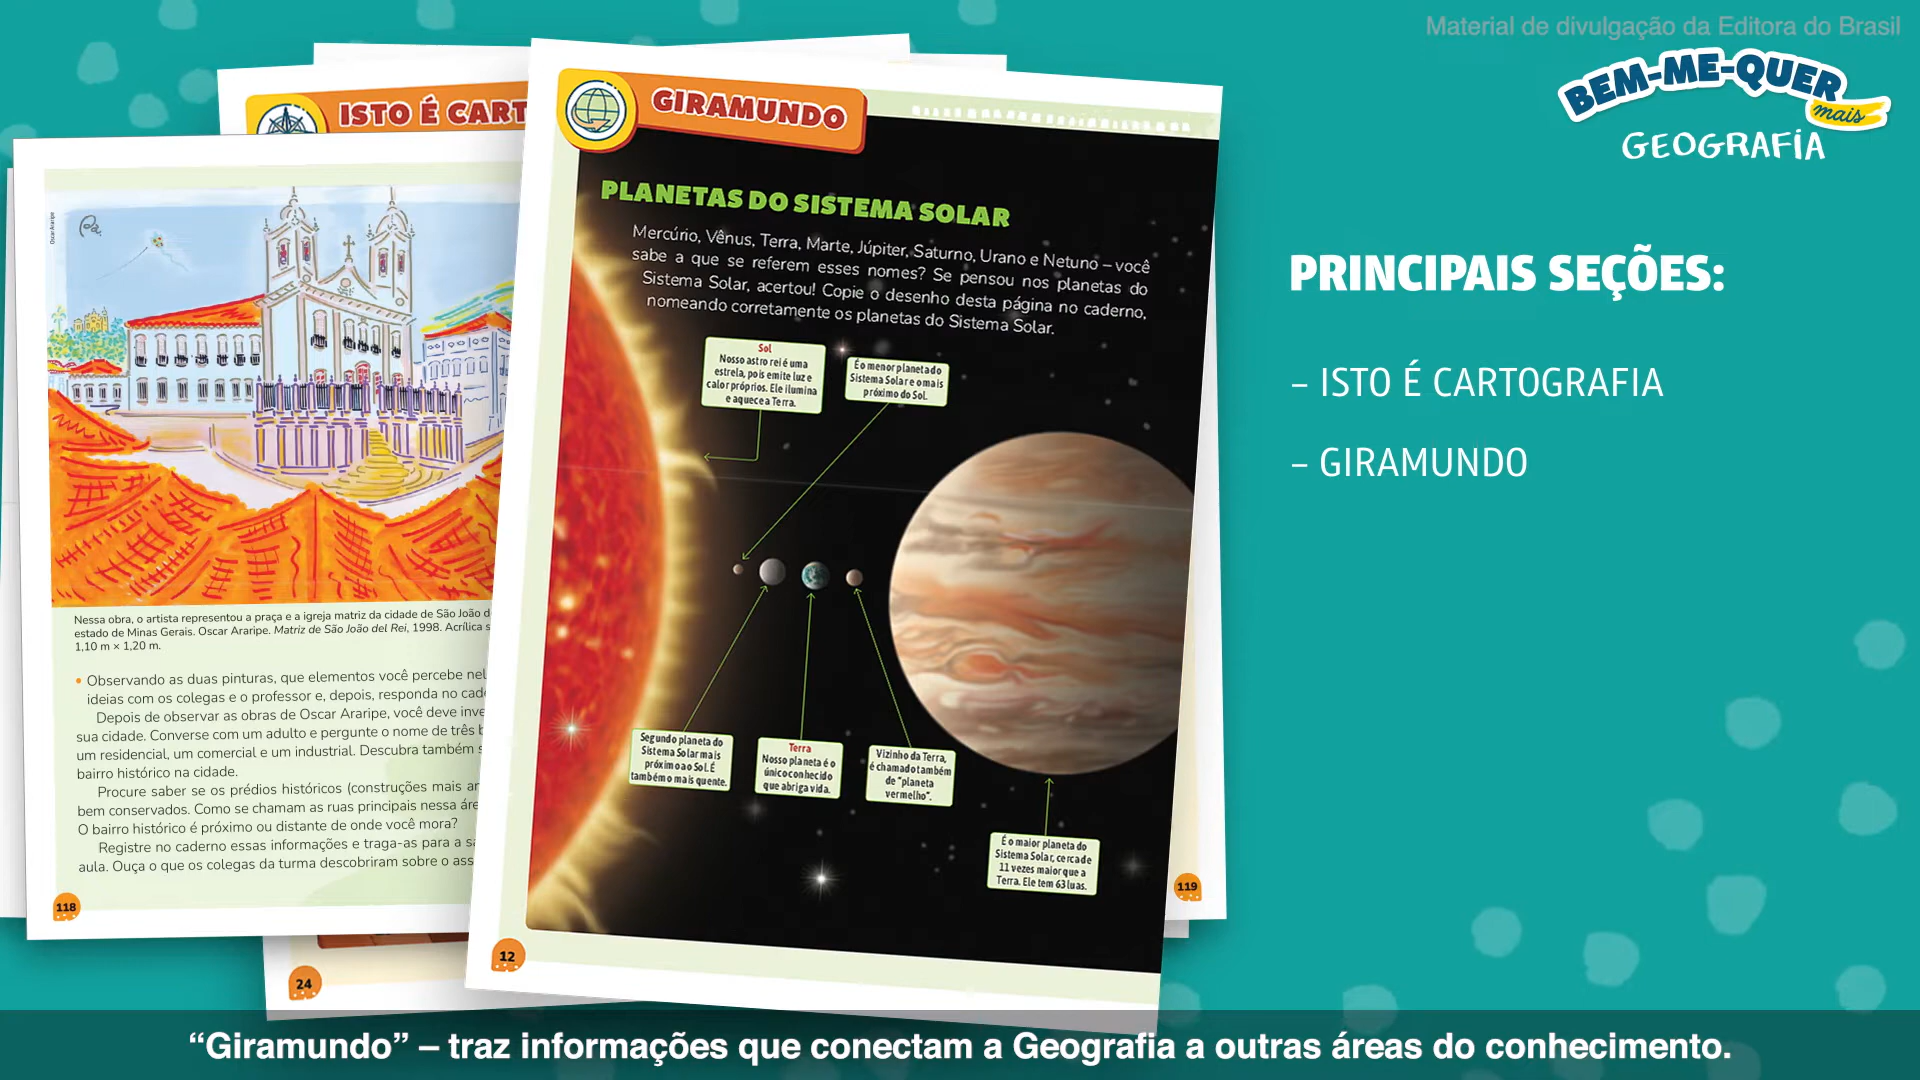 Material de divulgação da Editora do Brasil
BEM-ME-QUER
mais
GEOGRAFIA
PRINCIPAIS SEÇÕES:
– ISTO É CARTOGRAFIA
– GIRAMUNDO
ISTO É CART
Oscar Araripe
Nessa obra, o artista representou a praça e a igreja matriz da cidade de São João d
estado de Minas Gerais. Oscar Araripe. Matriz de São João del Rei, 1998. Acrílica s
1,10 m × 1,20 m.
• Observando as duas pinturas, que elementos você percebe nel
ideias com os colegas e o professor e, depois, responda no cad
Depois de observar as obras de Oscar Araripe, você deve inve
sua cidade. Converse com um adulto e pergunte o nome de três b
um residencial, um comercial e um industrial. Descubra também s
bairro histórico na cidade.
Procure saber se os prédios históricos (construções mais an
bem conservados. Como se chamam as ruas principais nessa áre
O bairro histórico é próximo ou distante de onde você mora?
Registre no caderno essas informações e traga-as para a sa
aula. Ouça o que os colegas da turma descobriram sobre o ass
118
24
GIRAMUNDO
PLANETAS DO SISTEMA SOLAR
Mercúrio, Vênus, Terra, Marte, Júpiter, Saturno, Urano e Netuno – você
sabe a que se referem esses nomes? Se pensou nos planetas do
Sistema Solar, acertou! Copie o desenho desta página no caderno,
nomeando corretamente os planetas do Sistema Solar.
Sol
Nosso astro rei é uma
estrela, pois emite luz e
calor próprios. Ele ilumina
e aquece a Terra.
É o menor planeta do
Sistema Solar e o mais
próximo do Sol.
Segundo planeta do
Sistema Solar mais
próximo ao Sol. É
também o mais quente.
Terra
Nosso planeta é o
único conhecido
que abriga vida.
Vizinho da Terra,
é chamado também
de "planeta
vermelho".
É o maior planeta do
Sistema Solar, cerca de
11 vezes maior que a
Terra. Ele tem 63 luas.
12
119
“Giramundo” – traz informações que conectam a Geografia a outras áreas do conhecimento.